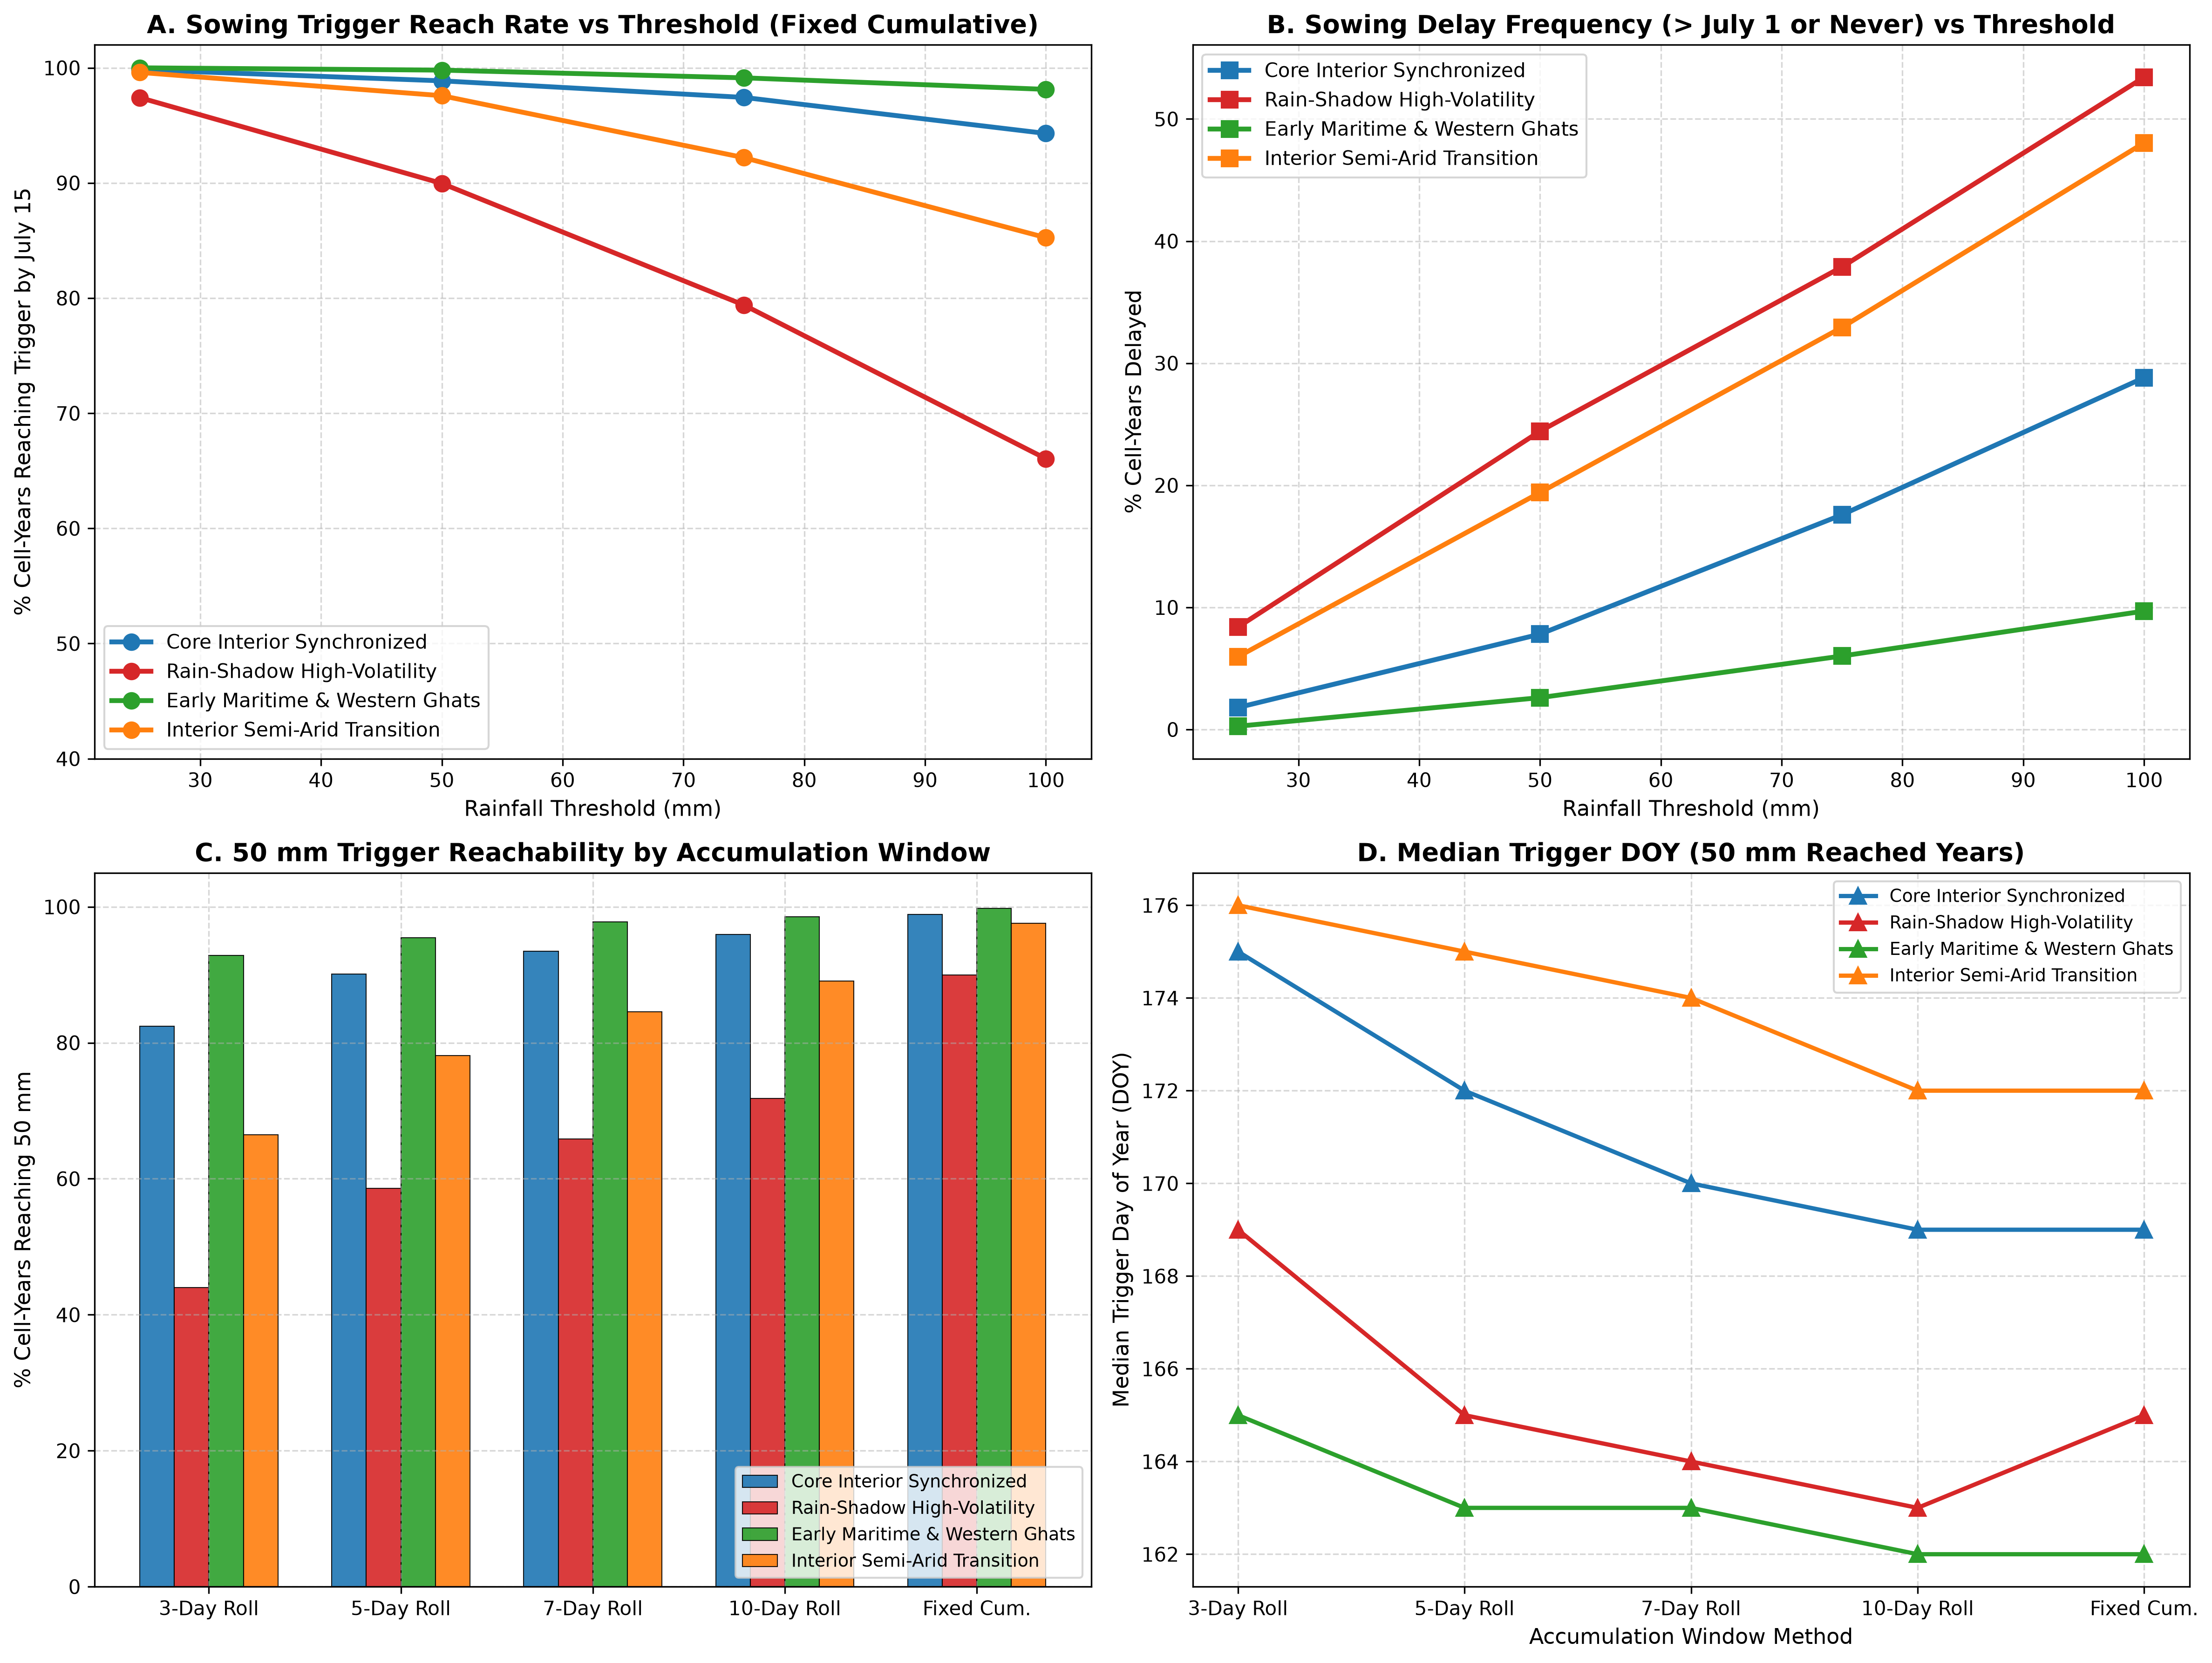 A. Sowing Trigger Reach Rate vs Threshold (Fixed Cumulative)
% Cell-Years Reaching Trigger by July 15
100
90
80
70
60
50
40
Core Interior Synchronized
Rain-Shadow High-Volatility
Early Maritime & Western Ghats
Interior Semi-Arid Transition
30 40 50 60 70 80 90 100
Rainfall Threshold (mm)
B. Sowing Delay Frequency (> July 1 or Never) vs Threshold
% Cell-Years Delayed
Core Interior Synchronized
Rain-Shadow High-Volatility
Early Maritime & Western Ghats
Interior Semi-Arid Transition
50
40
30
20
10
0
30 40 50 60 70 80 90 100
Rainfall Threshold (mm)
C. 50 mm Trigger Reachability by Accumulation Window
% Cell-Years Reaching 50 mm
100
80
60
40
20
0
Core Interior Synchronized
Rain-Shadow High-Volatility
Early Maritime & Western Ghats
Interior Semi-Arid Transition
3-Day Roll 5-Day Roll 7-Day Roll 10-Day Roll Fixed Cum.
D. Median Trigger DOY (50 mm Reached Years)
Median Trigger Day of Year (DOY)
Core Interior Synchronized
Rain-Shadow High-Volatility
Early Maritime & Western Ghats
Interior Semi-Arid Transition
176
174
172
170
168
166
164
162
3-Day Roll 5-Day Roll 7-Day Roll 10-Day Roll Fixed Cum.
Accumulation Window Method